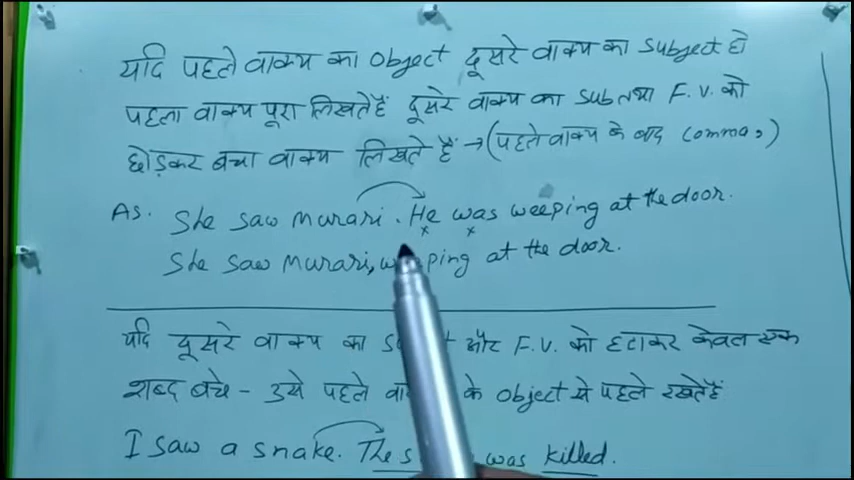 यदि पहले वाक्य का object दूसरे वाक्य का subject हो
पहला वाक्य पूरा लिखते हैं दूसरे वाक्य का sub तथा F.V. को
छोड़कर बचा वाक्य लिखते हैं → (पहले वाक्य के बाद comma,)
As. She saw murari. He was weeping at the door.
x x
She saw Murari, ping at the door.
यदि दूसरे वाक्य का और F.V. को हटाकर केवल एक
शब्द बचे - उसे पहले के object से पहले रखते हैं
I saw a snake. The was killed.